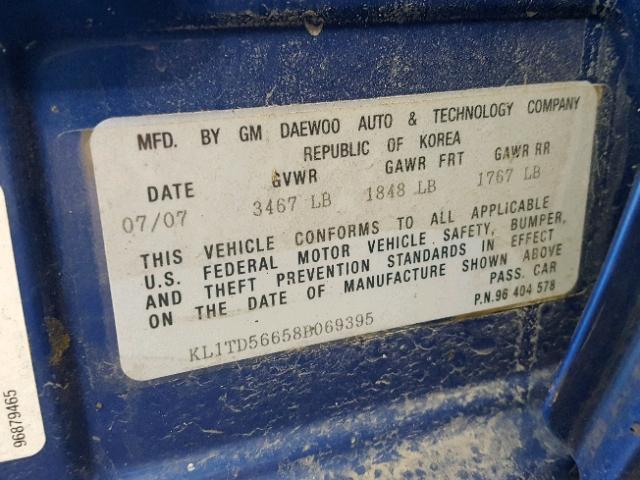 MFD. BY GM DAEWOO AUTO & TECHNOLOGY COMPANY
REPUBLIC OF KOREA
DATE GVWR GAWR FRT GAWR RR
07/07 3467 LB 1848 LB 1767 LB
THIS VEHICLE CONFORMS TO ALL APPLICABLE
U.S. FEDERAL MOTOR VEHICLE SAFETY, BUMPER,
AND THEFT PREVENTION STANDARDS IN EFFECT
ON THE DATE OF MANUFACTURE SHOWN ABOVE
PASS. CAR
P.N. 96 404 578
KL1TD56658B069395
96879465